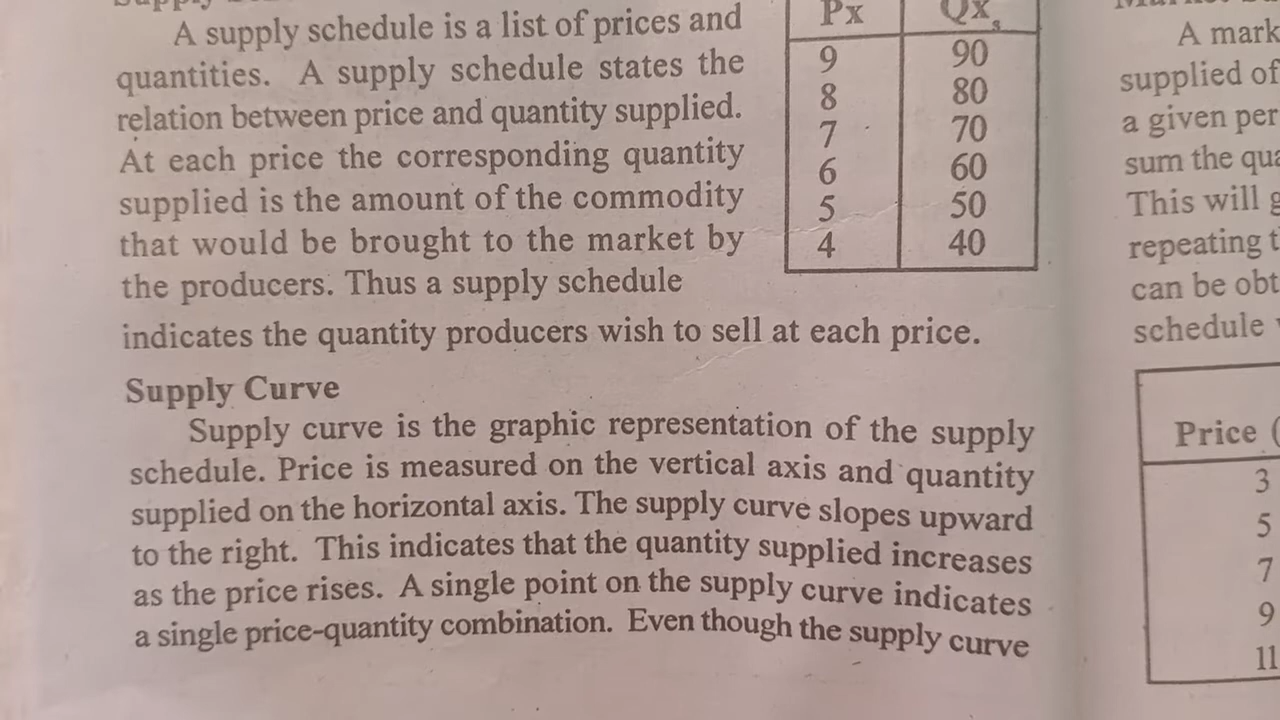 A supply schedule is a list of prices and
quantities. A supply schedule states the
relation between price and quantity supplied.
At each price the corresponding quantity
supplied is the amount of the commodity
that would be brought to the market by
the producers. Thus a supply schedule
indicates the quantity producers wish to sell at each price.
Px Qxs
9 90
8 80
7 70
6 60
5 50
4 40
Supply Curve
Supply curve is the graphic representation of the supply
schedule. Price is measured on the vertical axis and quantity
supplied on the horizontal axis. The supply curve slopes upward
to the right. This indicates that the quantity supplied increases
as the price rises. A single point on the supply curve indicates
a single price-quantity combination. Even though the supply curve
A mark
supplied of
a given per
sum the qua
This will g
repeating t
can be obt
schedule
Price (
3
5
7
9
11